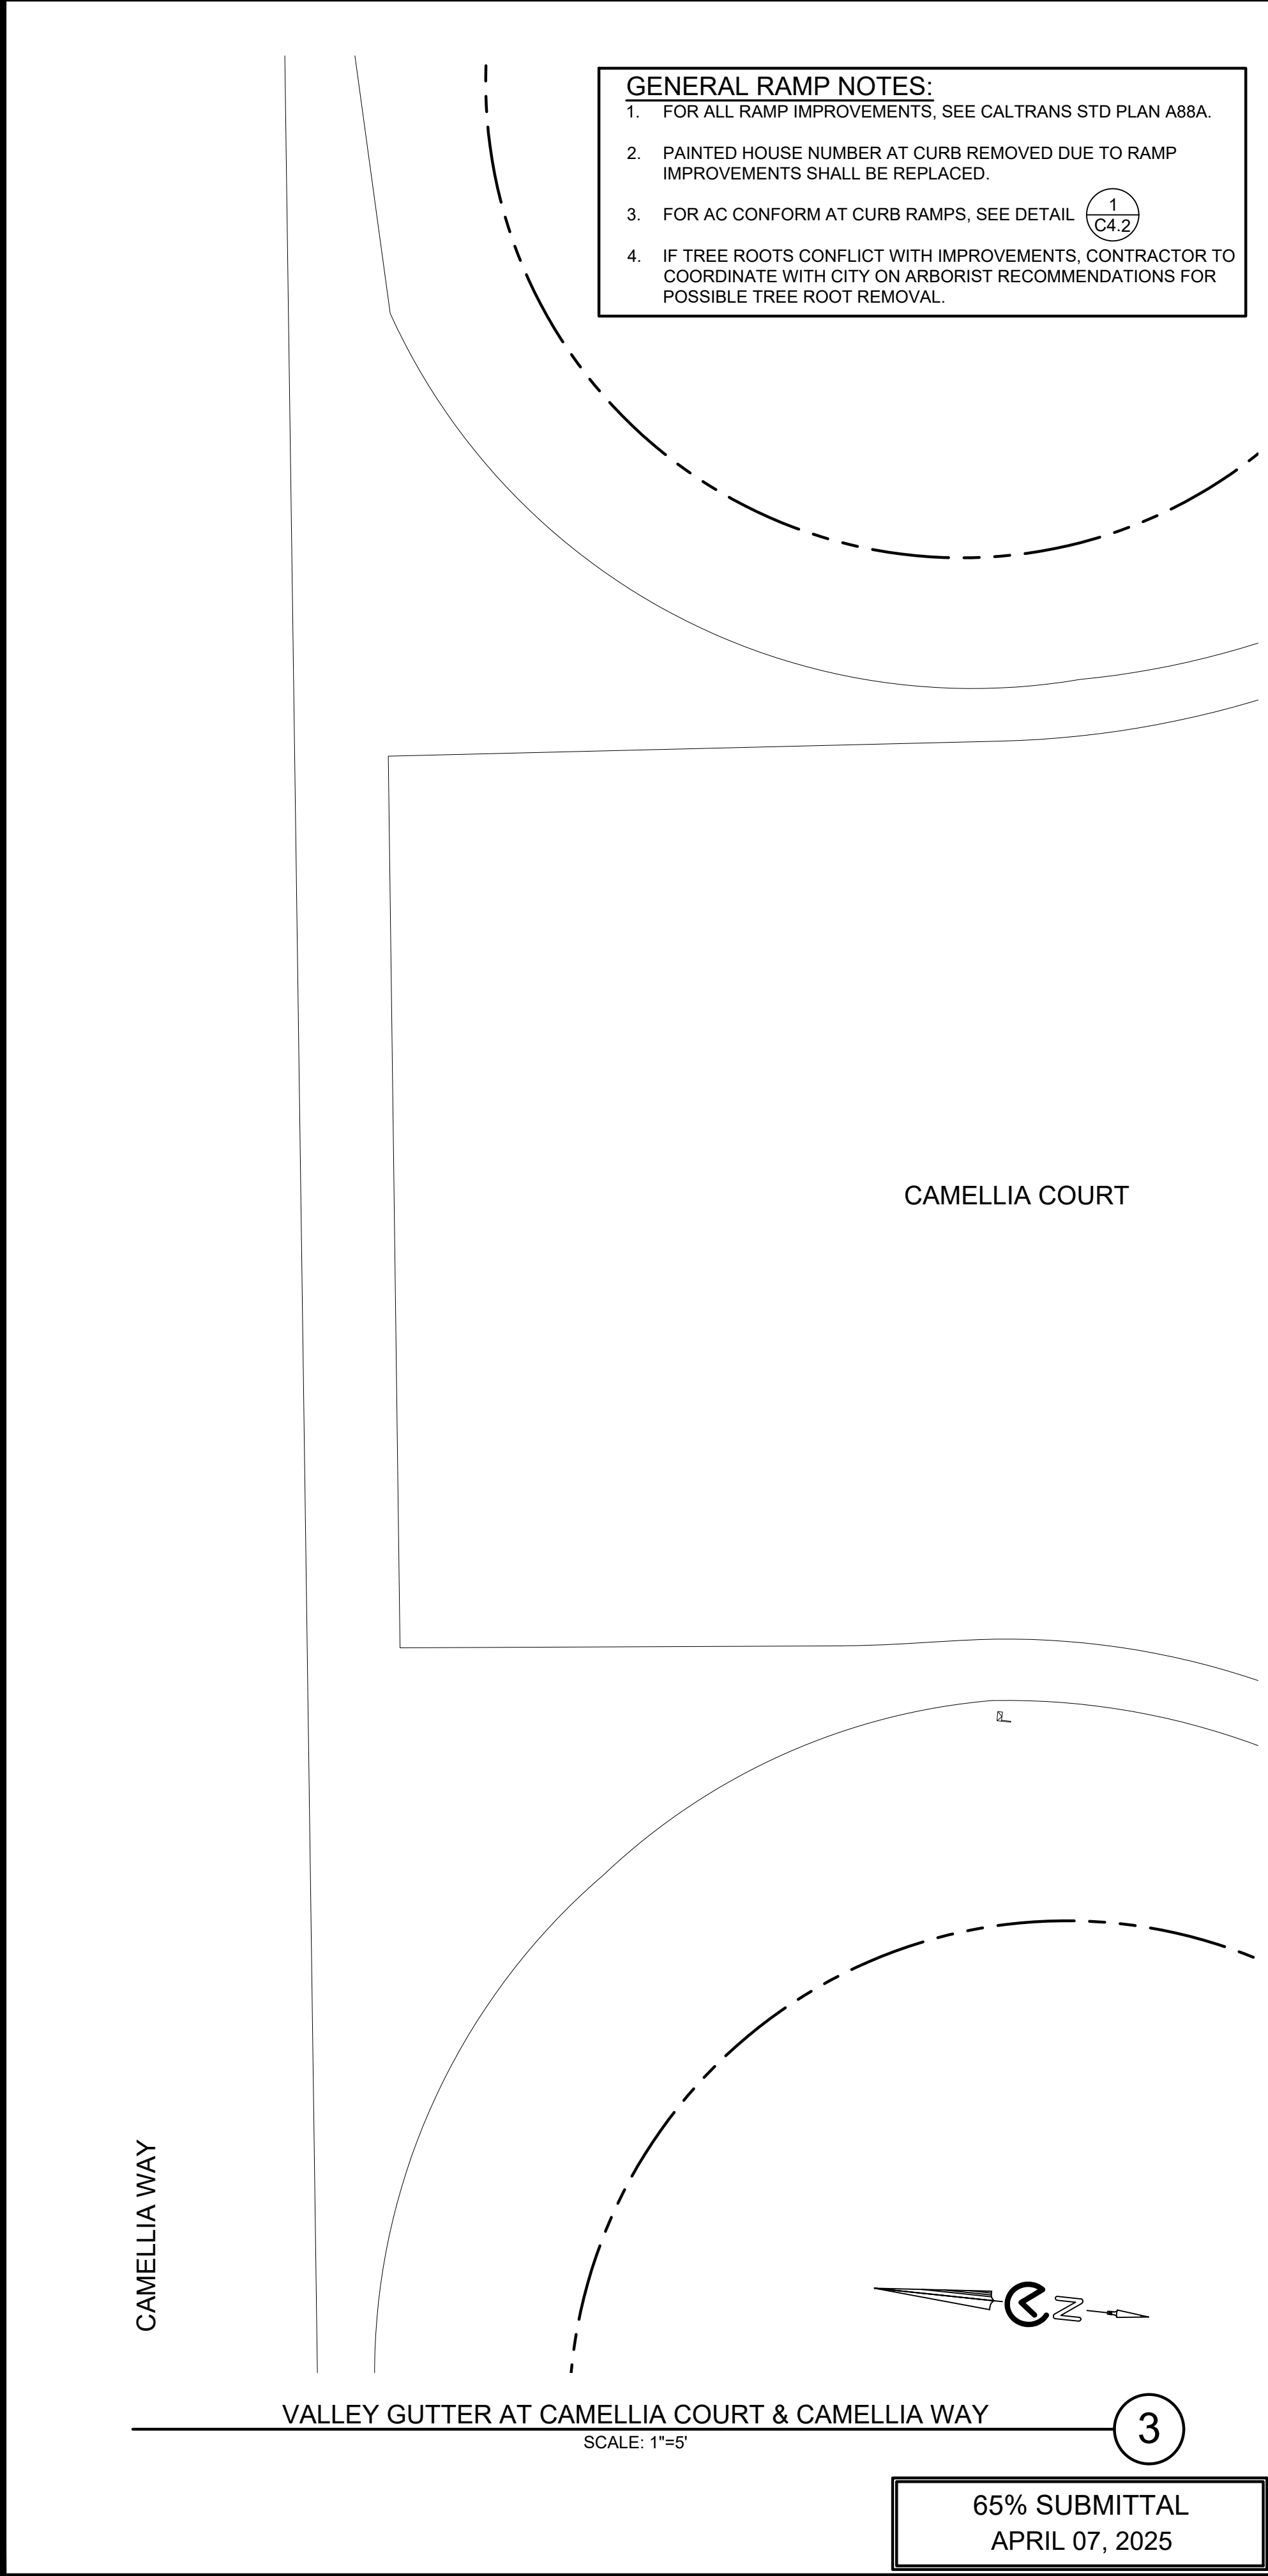 GENERAL RAMP NOTES:
1. FOR ALL RAMP IMPROVEMENTS, SEE CALTRANS STD PLAN A88A.
2. PAINTED HOUSE NUMBER AT CURB REMOVED DUE TO RAMP
IMPROVEMENTS SHALL BE REPLACED.
3. FOR AC CONFORM AT CURB RAMPS, SEE DETAIL
1
C4.2
4. IF TREE ROOTS CONFLICT WITH IMPROVEMENTS, CONTRACTOR TO
COORDINATE WITH CITY ON ARBORIST RECOMMENDATIONS FOR
POSSIBLE TREE ROOT REMOVAL.
CAMELLIA COURT
CAMELLIA WAY
Z
VALLEY GUTTER AT CAMELLIA COURT & CAMELLIA WAY
SCALE: 1"=5'
3
65% SUBMITTAL
APRIL 07, 2025